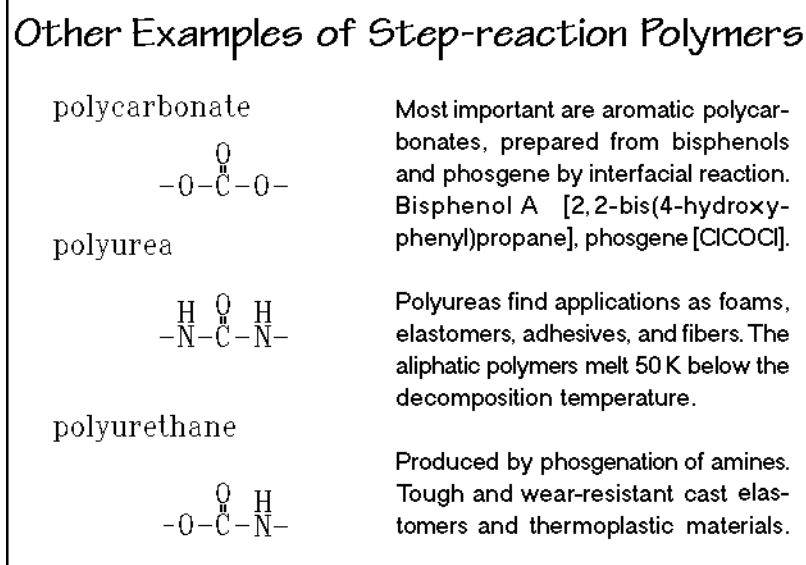 Other Examples of Step-reaction Polymers
polycarbonate
O
-O-C-O-
Most important are aromatic polycar-
bonates, prepared from bisphenols
and phosgene by interfacial reaction.
Bisphenol A [2,2-bis(4-hydroxy-
phenyl)propane], phosgene [ClCOCl].
polyurea
H O H
-N-C-N-
Polyureas find applications as foams,
elastomers, adhesives, and fibers. The
aliphatic polymers melt 50 K below the
decomposition temperature.
polyurethane
O H
-O-C-N-
Produced by phosgenation of amines.
Tough and wear-resistant cast elas-
tomers and thermoplastic materials.